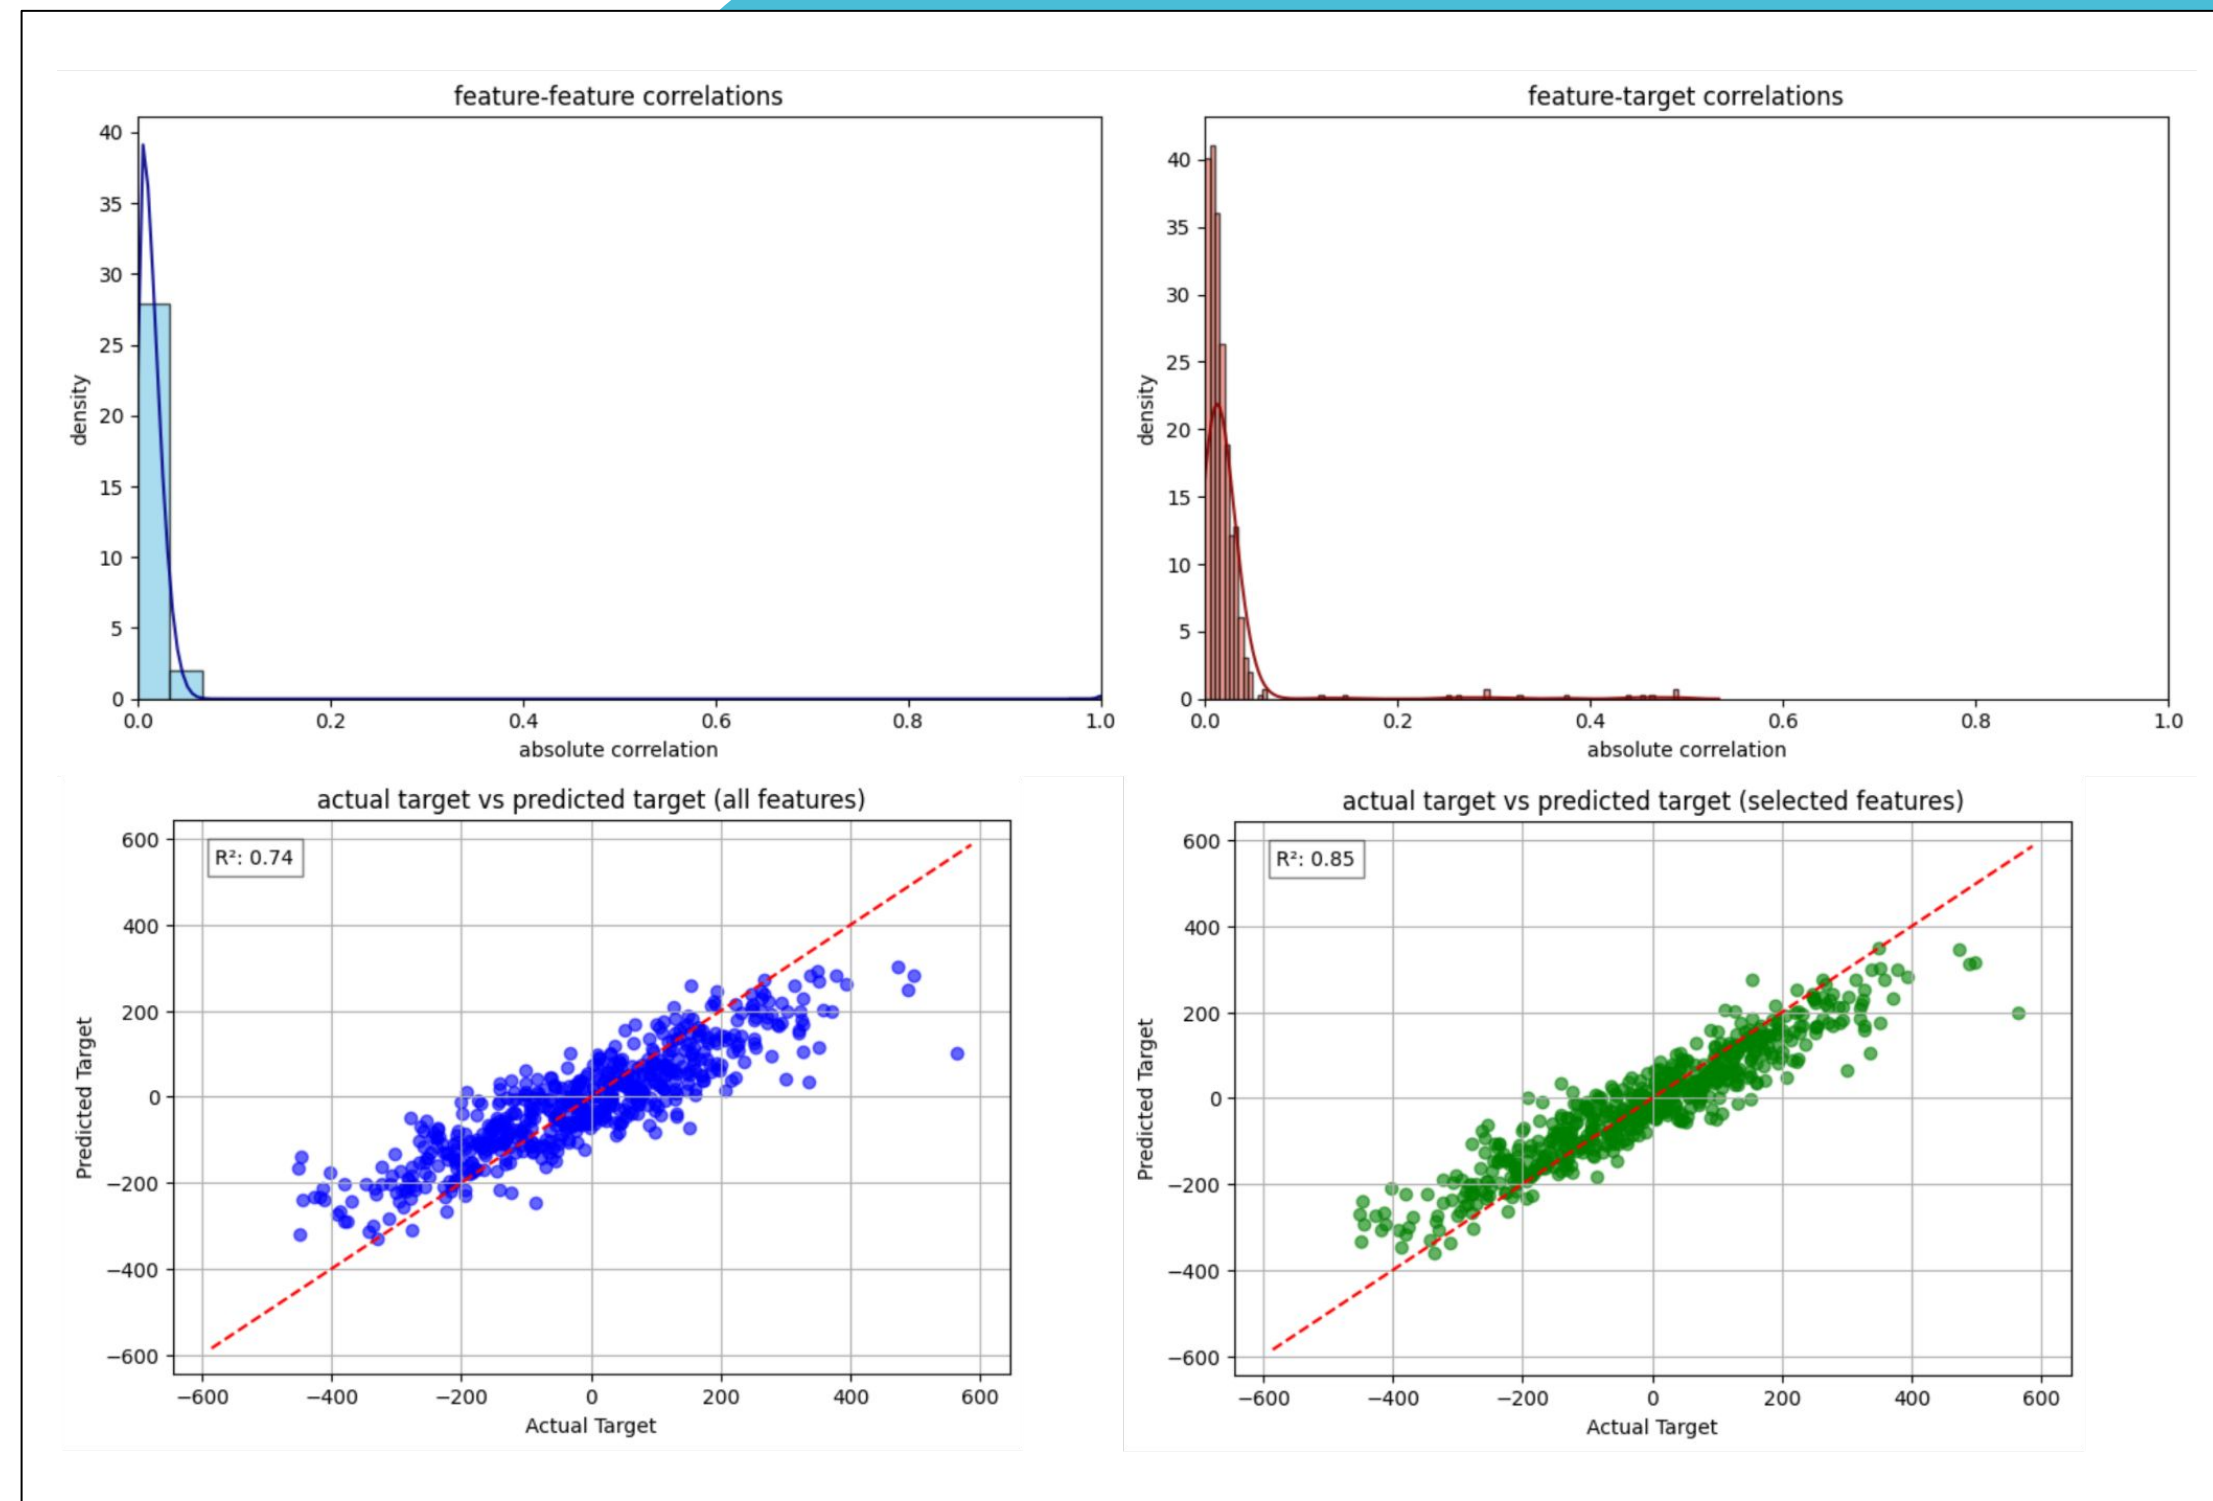 feature-feature correlations
40
35
30
25
20
15
10
5
0
density
0.0 0.2 0.4 0.6 0.8 1.0
absolute correlation
feature-target correlations
40
35
30
25
20
15
10
5
0
density
0.0 0.2 0.4 0.6 0.8 1.0
absolute correlation
actual target vs predicted target (all features)
R²: 0.74
600
400
200
0
−200
−400
−600
Predicted Target
−600 −400 −200 0 200 400 600
Actual Target
actual target vs predicted target (selected features)
R²: 0.85
600
400
200
0
−200
−400
−600
Predicted Target
−600 −400 −200 0 200 400 600
Actual Target